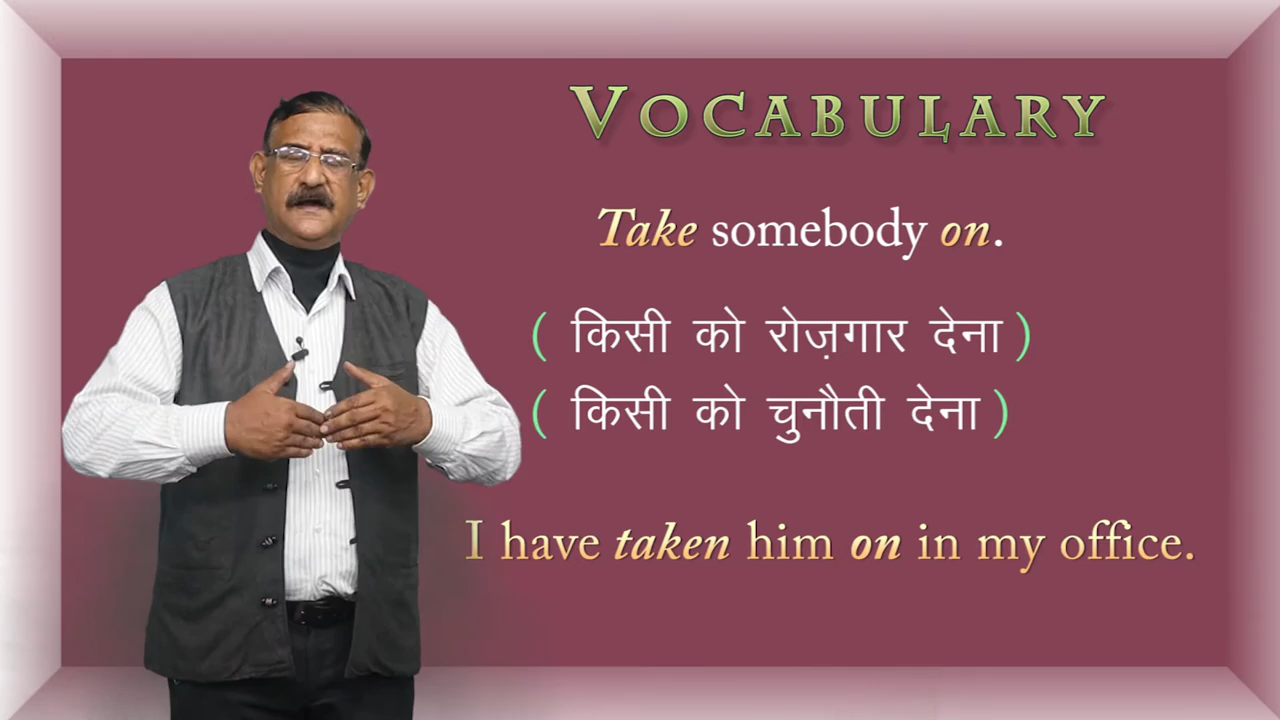 VOCABULARY
Take somebody on.
( किसी को रोज़गार देना )
( किसी को चुनौती देना )
I have taken him on in my office.